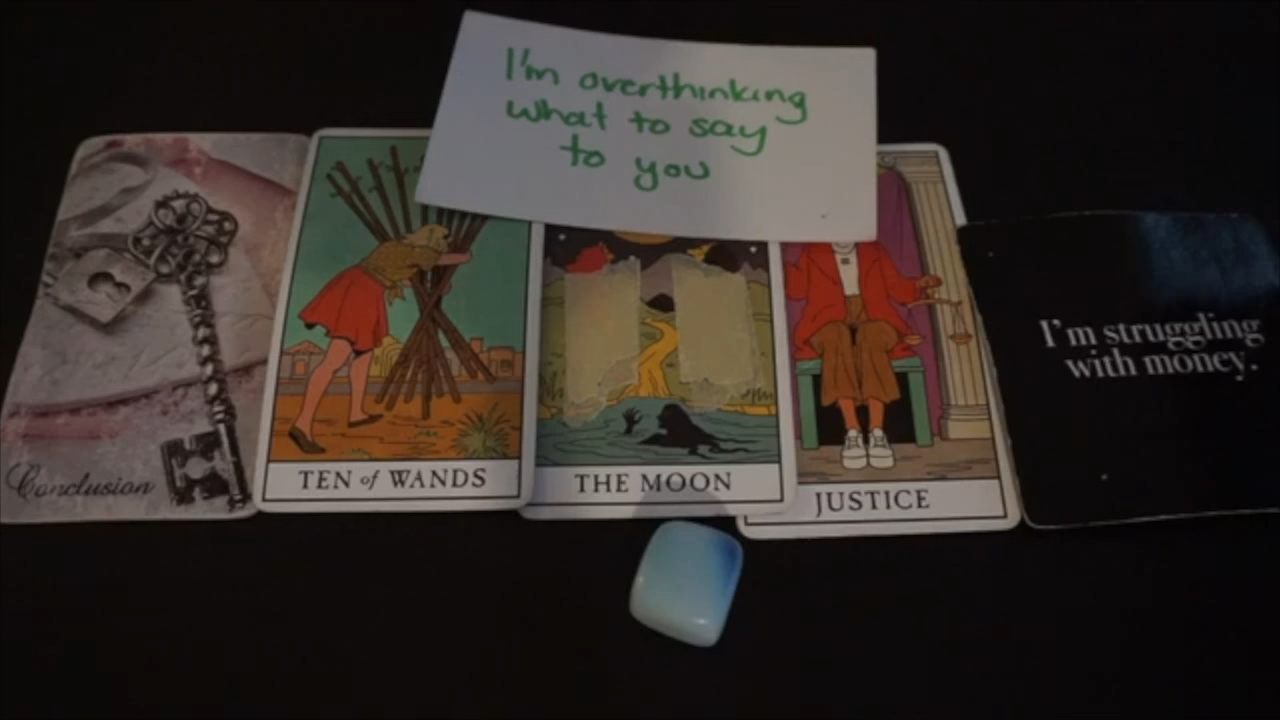 I'm overthinking
what to say
to you
Conclusion
TEN of WANDS
THE MOON
JUSTICE
I'm struggling
with money.